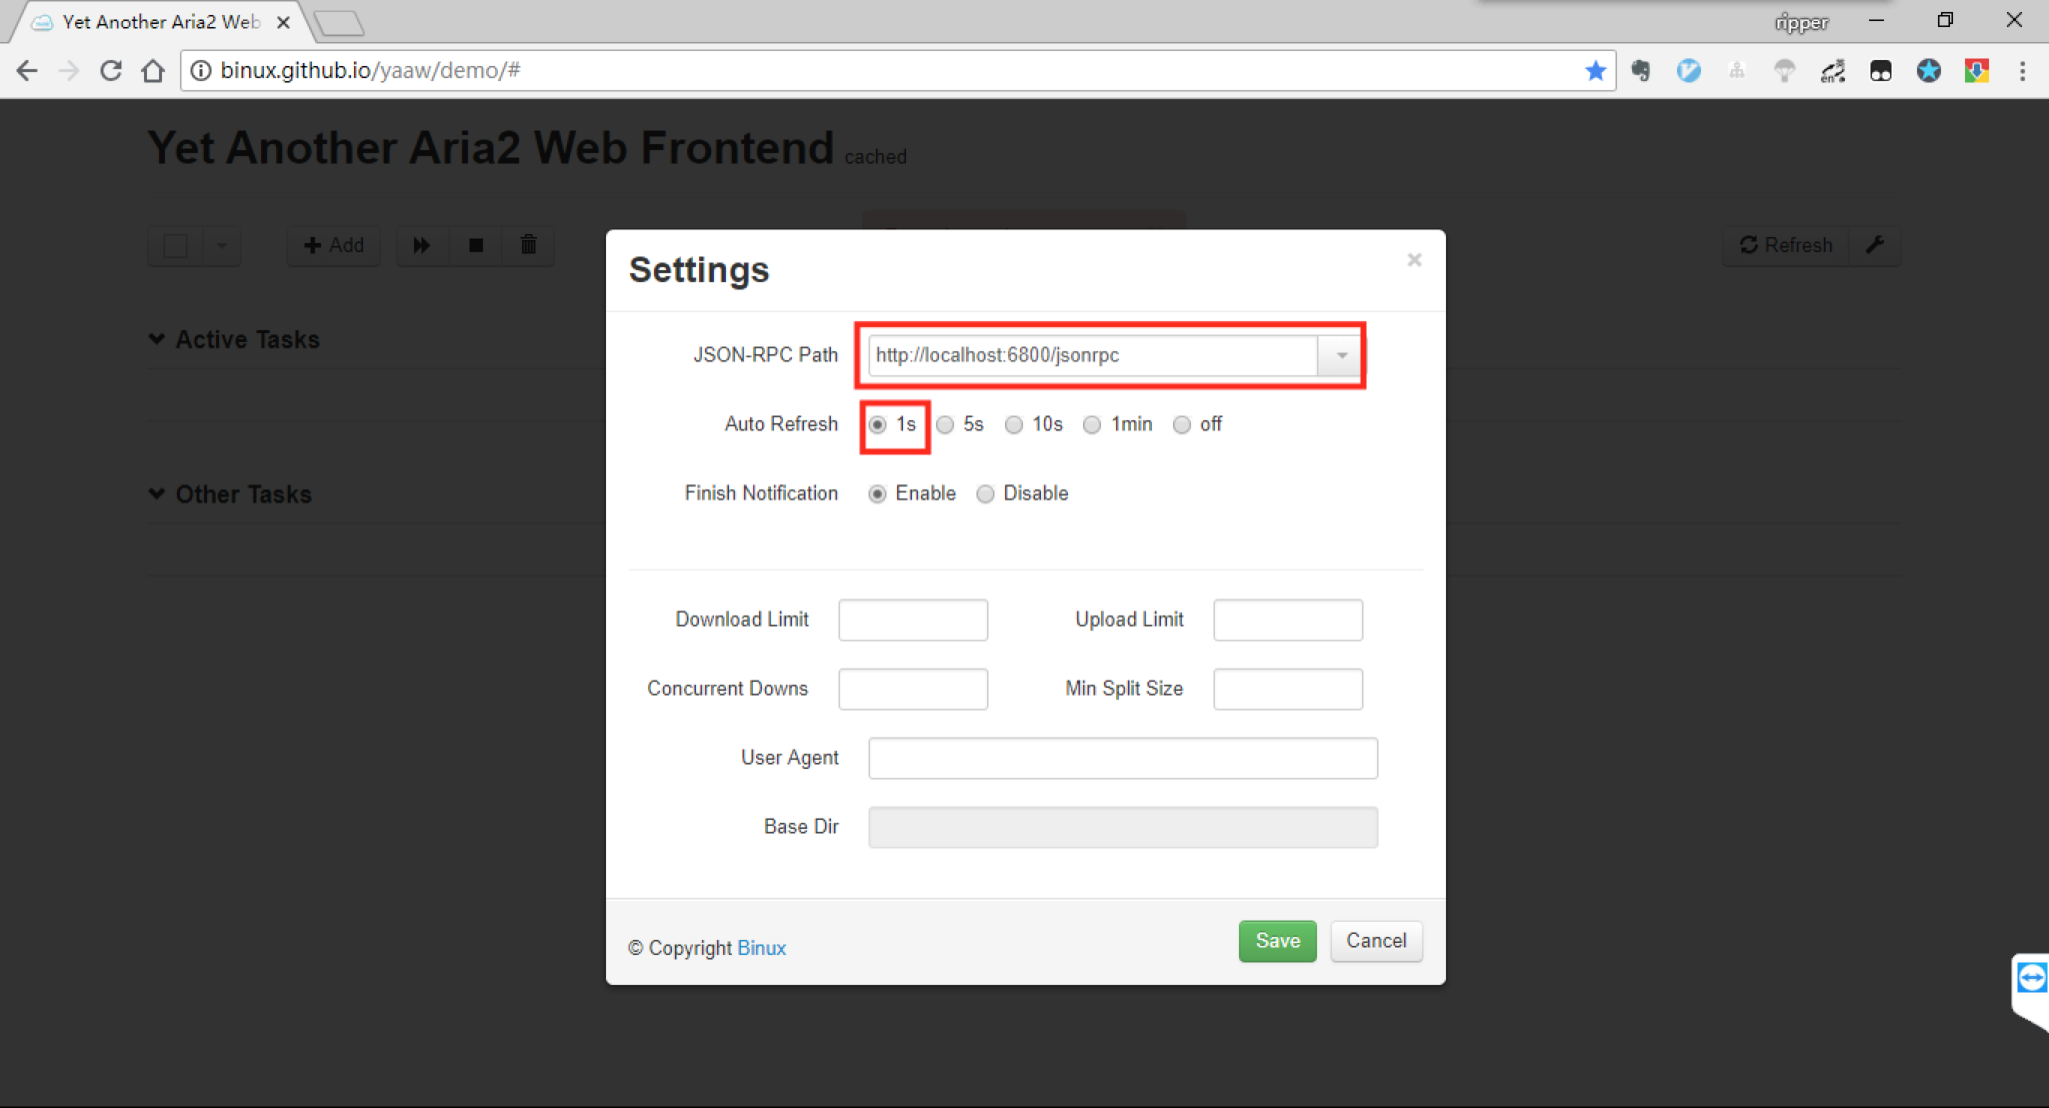 Yet Another Aria2 Web
ripper
binux.github.io/yaaw/demo/#
Yet Another Aria2 Web Frontend cached
Add
Refresh
Settings
×
Active Tasks
JSON-RPC Path http://localhost:6800/jsonrpc
Auto Refresh 1s 5s 10s 1min off
Other Tasks
Finish Notification Enable Disable
Download Limit Upload Limit
Concurrent Downs Min Split Size
User Agent
Base Dir
© Copyright Binux
Save Cancel